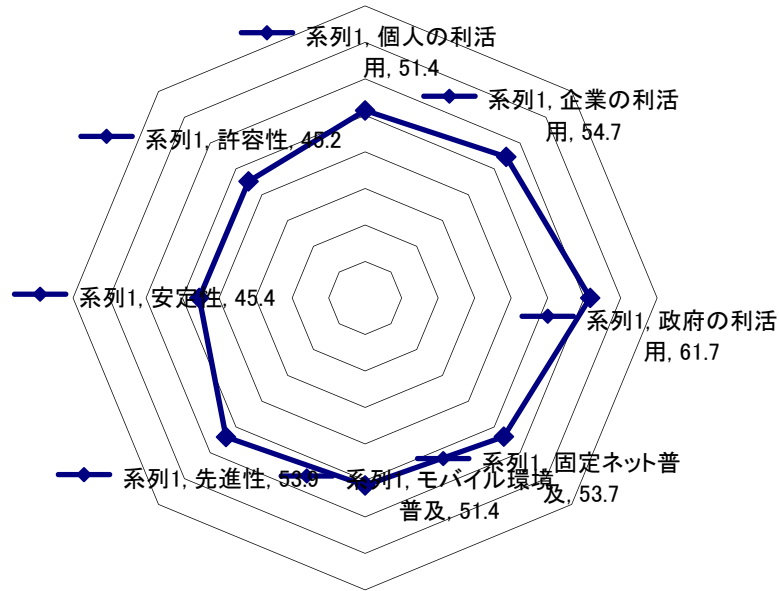 系列1, 個人の利活
用, 51.4
系列1, 企業の利活
用, 54.7
系列1, 許容性, 45.2
系列1, 安定性, 45.4
系列1, 政府の利活
用, 61.7
系列1, 固定ネット普
及, 53.7
系列1, 先進性, 53.9
系列1, モバイル環境
普及, 51.4